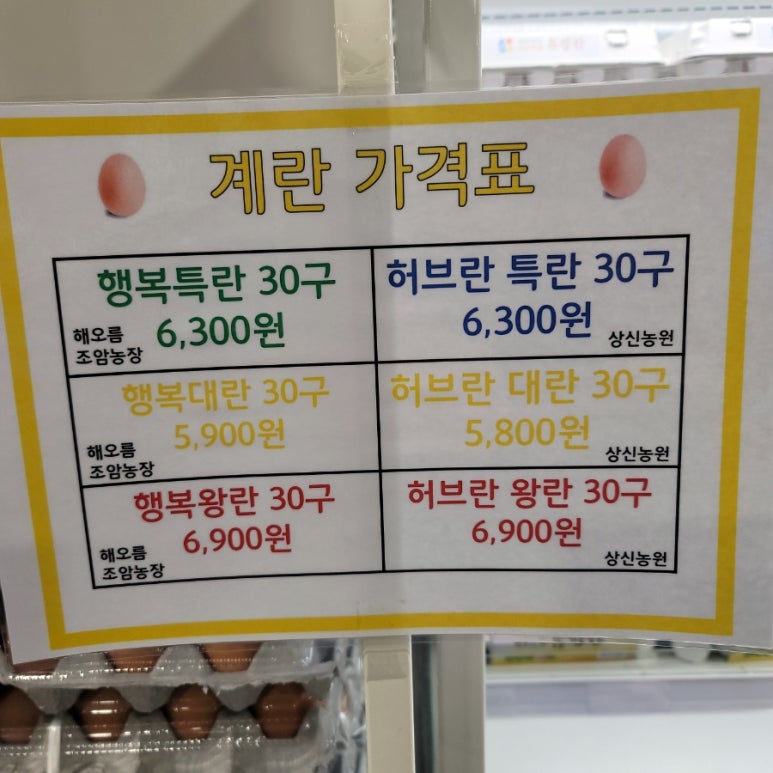 계란 가격표
행복특란 30구
6,300원
해오름
조암농장
허브란 특란 30구
6,300원
상신농원
행복대란 30구
5,900원
해오름
조암농장
허브란 대란 30구
5,800원
상신농원
행복왕란 30구
6,900원
해오름
조암농장
허브란 왕란 30구
6,900원
상신농원